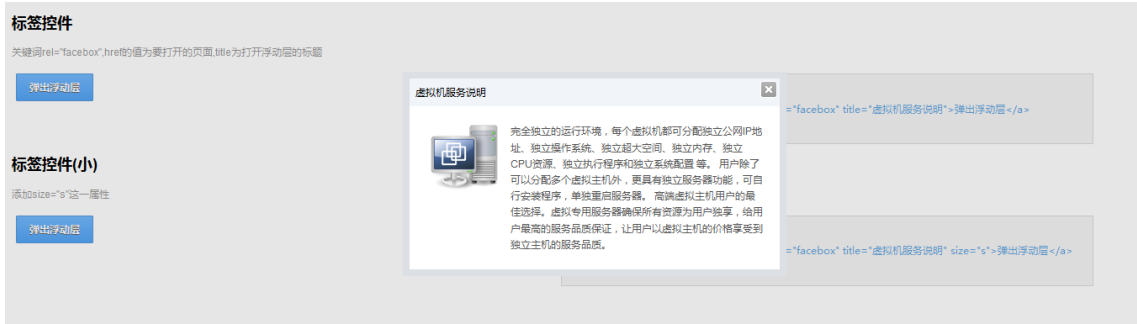 标签控件
关键词rel="facebox",href的值为要打开的页面,title为打开浮动层的标题
弹出浮动层
="facebox" title="虚拟机服务说明">弹出浮动层</a>
虚拟机服务说明
完全独立的运行环境，每个虚拟机都可分配独立公网IP地
址、独立操作系统、独立超大空间、独立内存、独立
CPU资源、独立执行程序和独立系统配置 等。 用户除了
可以分配多个虚拟主机外，更具有独立服务器功能，可自
行安装程序，单独重启服务器。 高端虚拟主机用户的最
佳选择。虚拟专用服务器确保所有资源为用户独享，给用
户最高的服务品质保证，让用户以虚拟主机的价格享受到
独立主机的服务品质。
标签控件(小)
添加size="s"这一属性
弹出浮动层
="facebox" title="虚拟机服务说明" size="s">弹出浮动层</a>